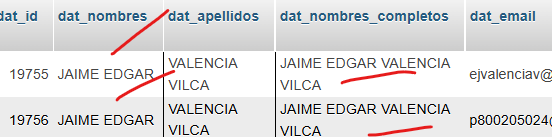 dat_id dat_nombres dat_apellidos dat_nombres_completos dat_email
19755 JAIME EDGAR VALENCIA VILCA JAIME EDGAR VALENCIA VILCA ejvalenciav@
19756 JAIME EDGAR VALENCIA VILCA JAIME EDGAR VALENCIA VILCA p800205024